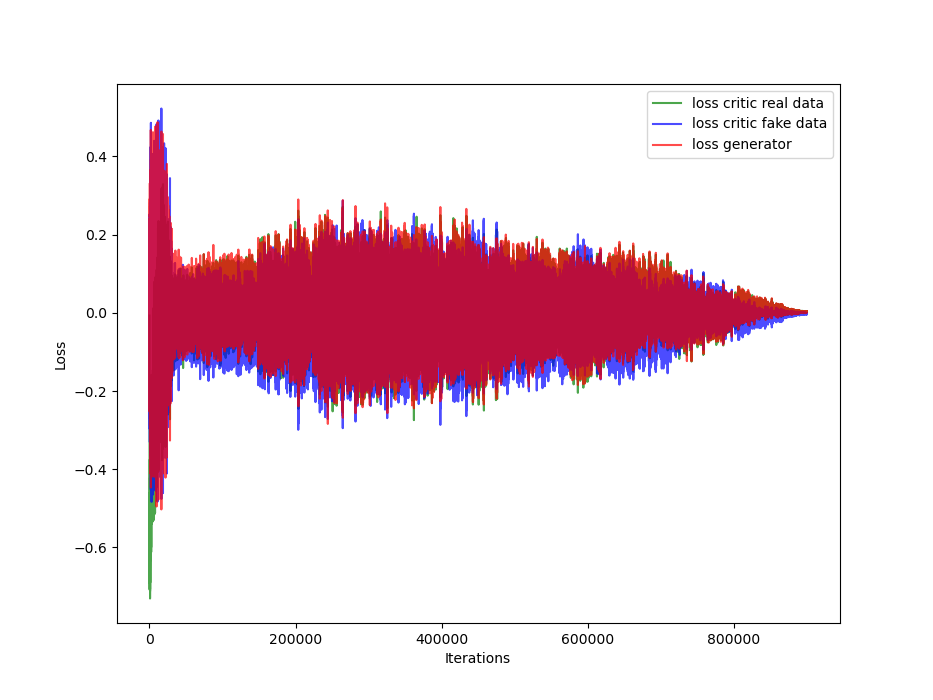 loss critic real data
loss critic fake data
loss generator
0.4
0.2
0.0
−0.2
−0.4
−0.6
Loss
0 200000 400000 600000 800000
Iterations